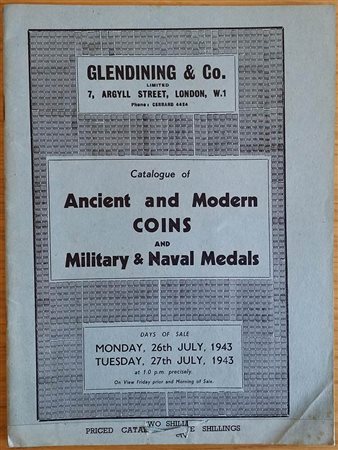 GLENDINING & Co.
LIMITED
7, ARGYLL STREET, LONDON, W.1
Phone: GERRARD 4424
Catalogue of
Ancient and Modern
COINS
AND
Military & Naval Medals
DAYS OF SALE
MONDAY, 26th JULY, 1943
TUESDAY, 27th JULY, 1943
at 1.0 p.m. precisely.
On View Friday prior and Morning of Sale.
PRICED SHILLINGS